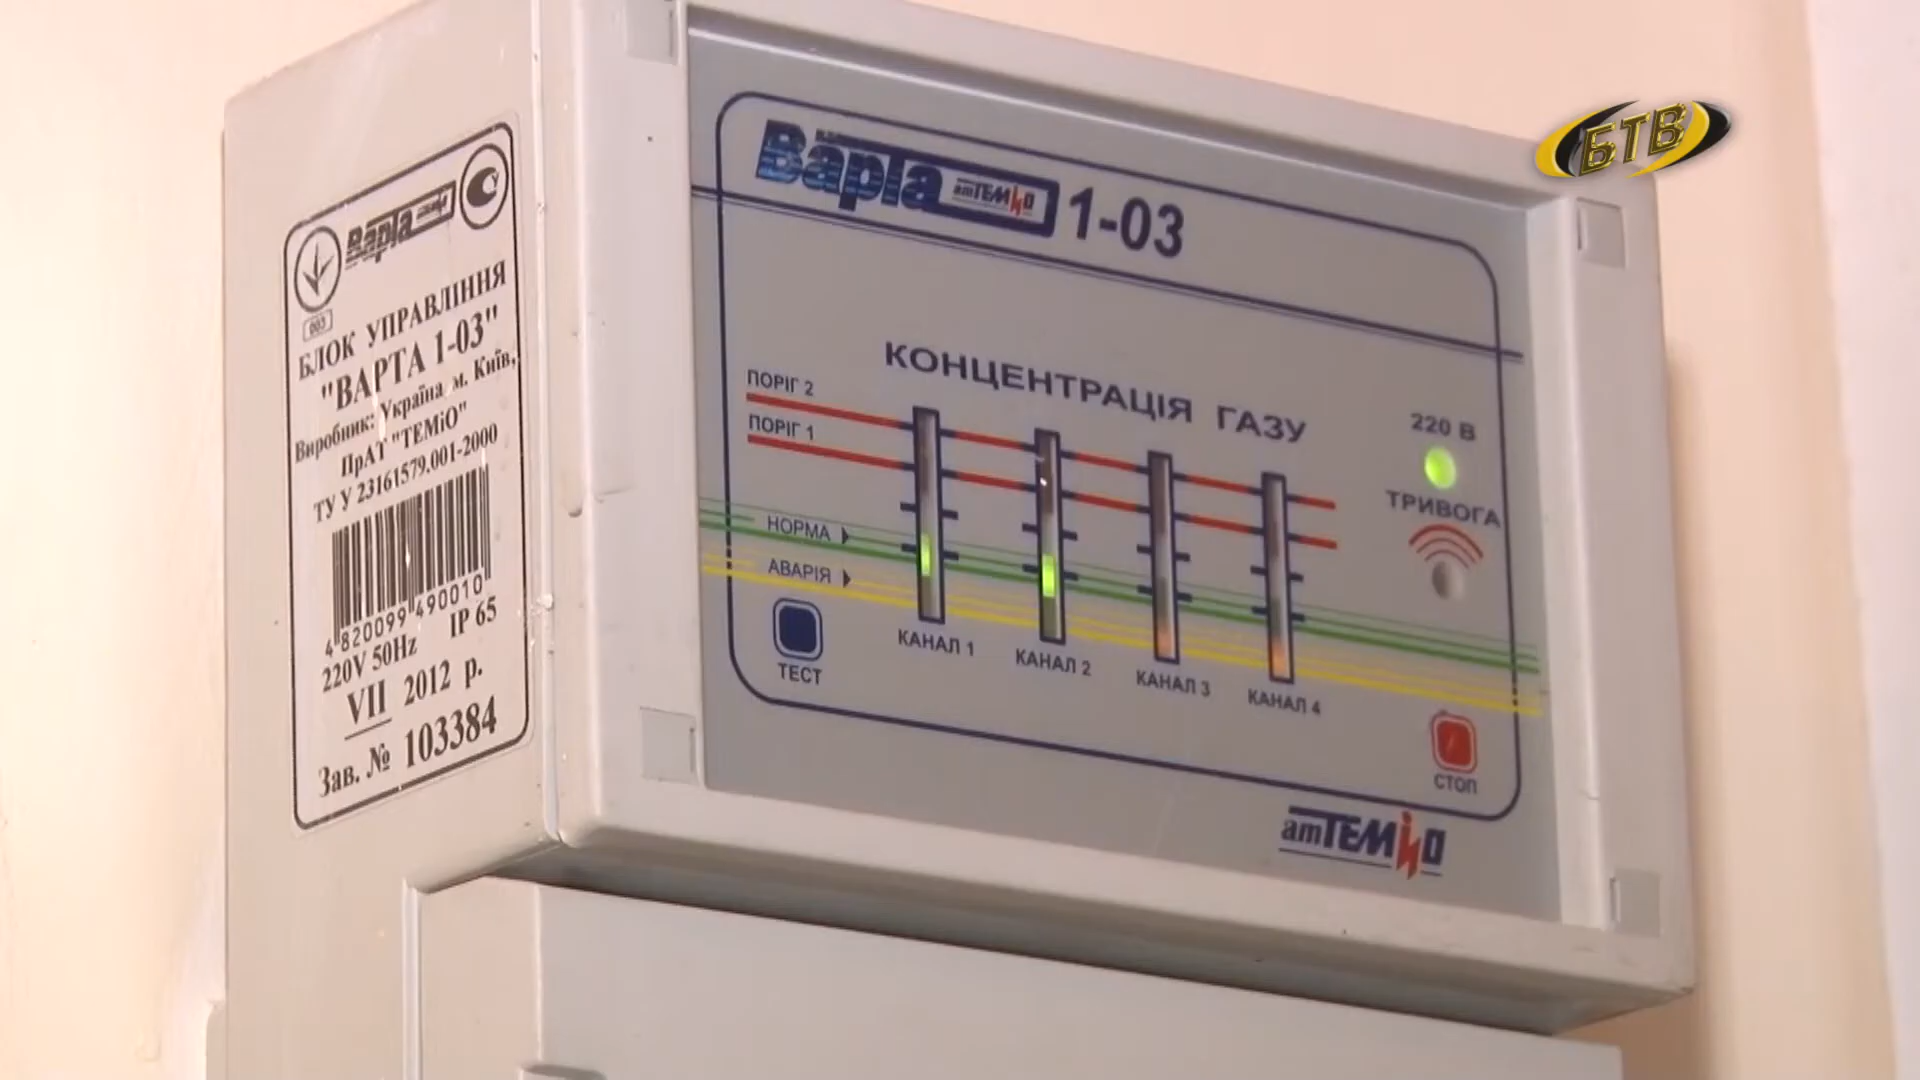 БТВ
Варта
003
БЛОК УПРАВЛІННЯ
"ВАРТА 1-03"
Виробник: Україна м. Київ,
ПрАТ "ТЕМіО"
ТУ У 23161579.001-2000
4 820099 490010
220V 50Hz IP 65
VII 2012 р.
Зав. № 103384
Варта атТЕМіО 1-03
КОНЦЕНТРАЦІЯ ГАЗУ
ПОРІГ 2
ПОРІГ 1
НОРМА
АВАРІЯ
220 В
ТРИВОГА
ТЕСТ
КАНАЛ 1
КАНАЛ 2
КАНАЛ 3
КАНАЛ 4
СТОП
атТЕМіО